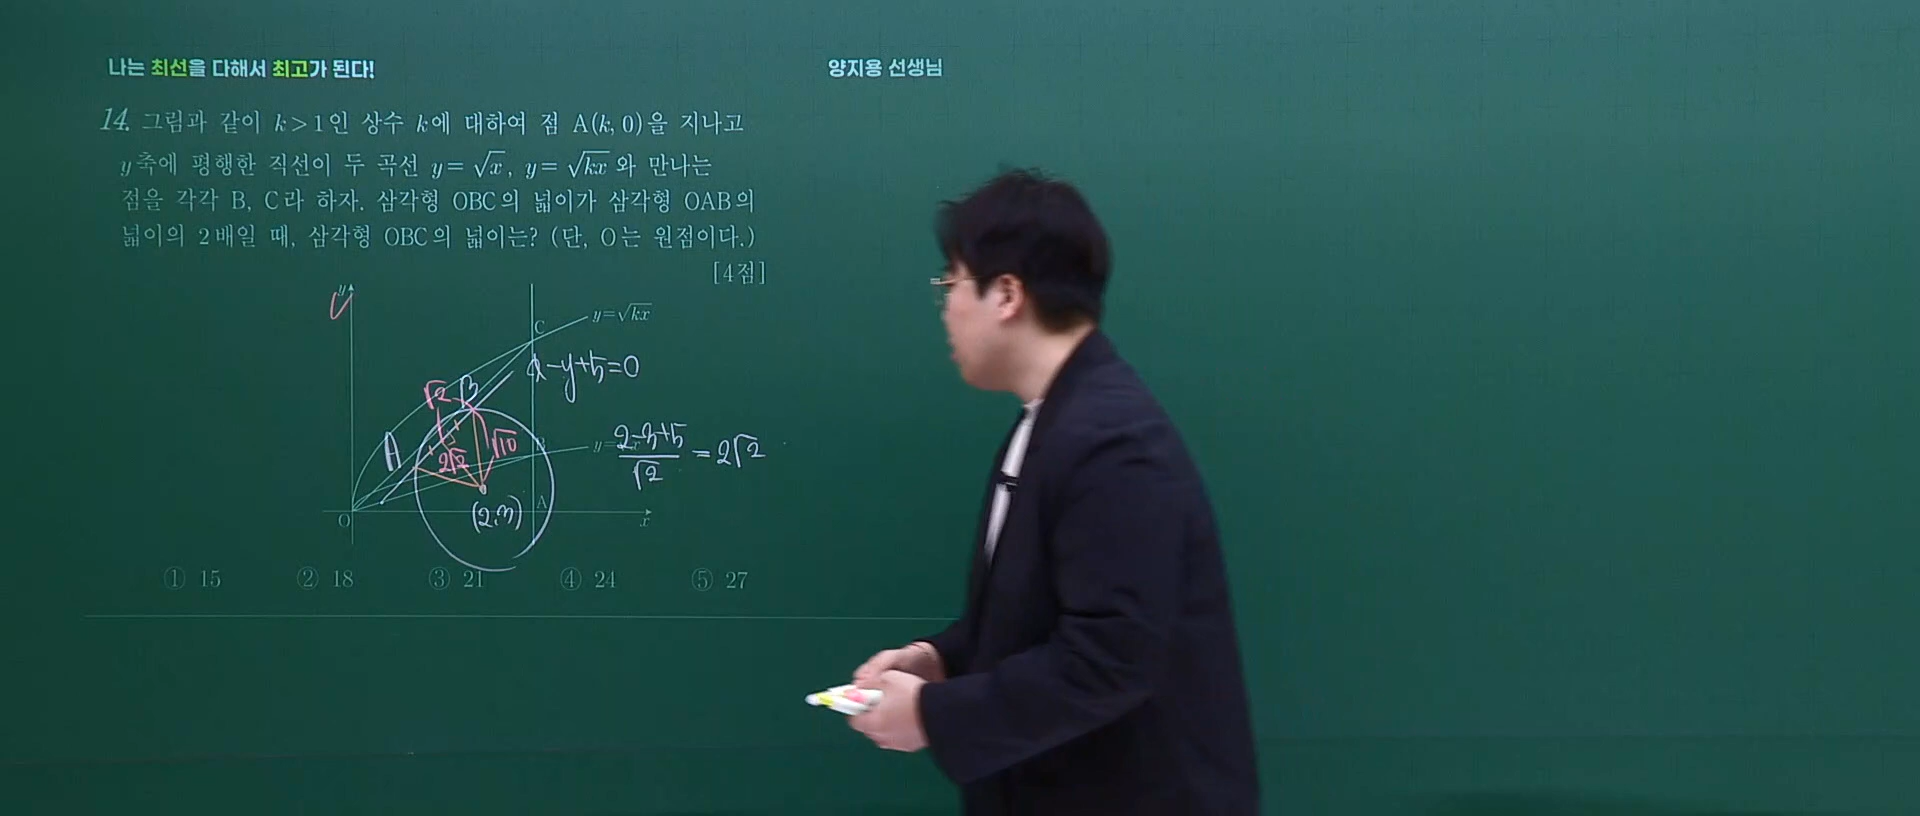 나는 최선을 다해서 최고가 된다!
양지용 선생님
14. 그림과 같이 k>1인 상수 k에 대하여 점 A(k, 0)을 지나고
y축에 평행한 직선이 두 곡선 y=√x, y=√kx 와 만나는
점을 각각 B, C라 하자. 삼각형 OBC의 넓이가 삼각형 OAB의
넓이의 2배일 때, 삼각형 OBC의 넓이는? (단, O는 원점이다.)
[4점]
y
y=√kx
C
x-y+5=0
√2 B
A
2√2 √10
B
y=
(2-3+5)/√2 = 2√2
(2,3)
A
O
x
① 15 ② 18 ③ 21 ④ 24 ⑤ 27